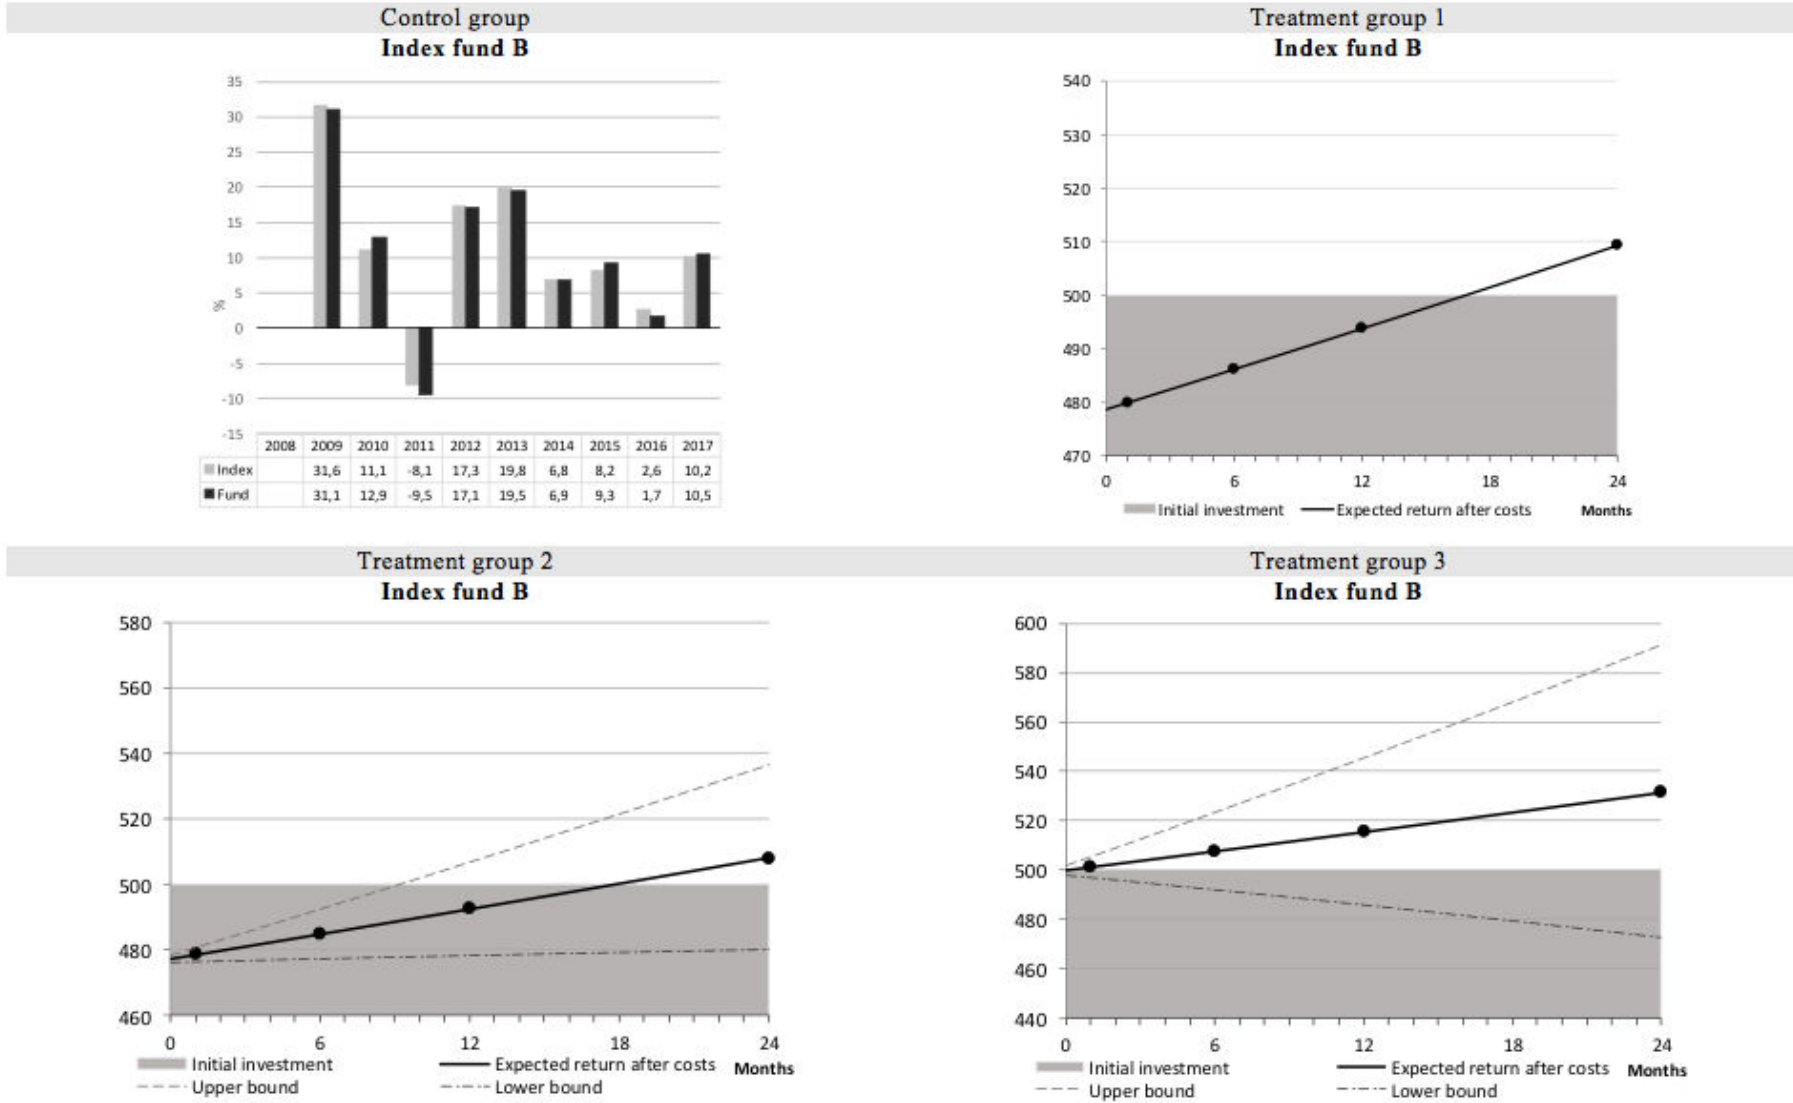 Control group
Index fund B
35
30
25
20
15
10
5
0
-5
-10
-15
%
2008 2009 2010 2011 2012 2013 2014 2015 2016 2017
Index 31,6 11,1 -8,1 17,3 19,8 6,8 8,2 2,6 10,2
Fund 31,1 12,9 -9,5 17,1 19,5 6,9 9,3 1,7 10,5
Treatment group 1
Index fund B
540
530
520
510
500
490
480
470
0 6 12 18 24
Initial investment Expected return after costs Months
Treatment group 2
Index fund B
580
560
540
520
500
480
460
0 6 12 18 24
Initial investment Expected return after costs Months
Upper bound Lower bound
Treatment group 3
Index fund B
600
580
560
540
520
500
480
460
440
0 6 12 18 24
Initial investment Expected return after costs Months
Upper bound Lower bound